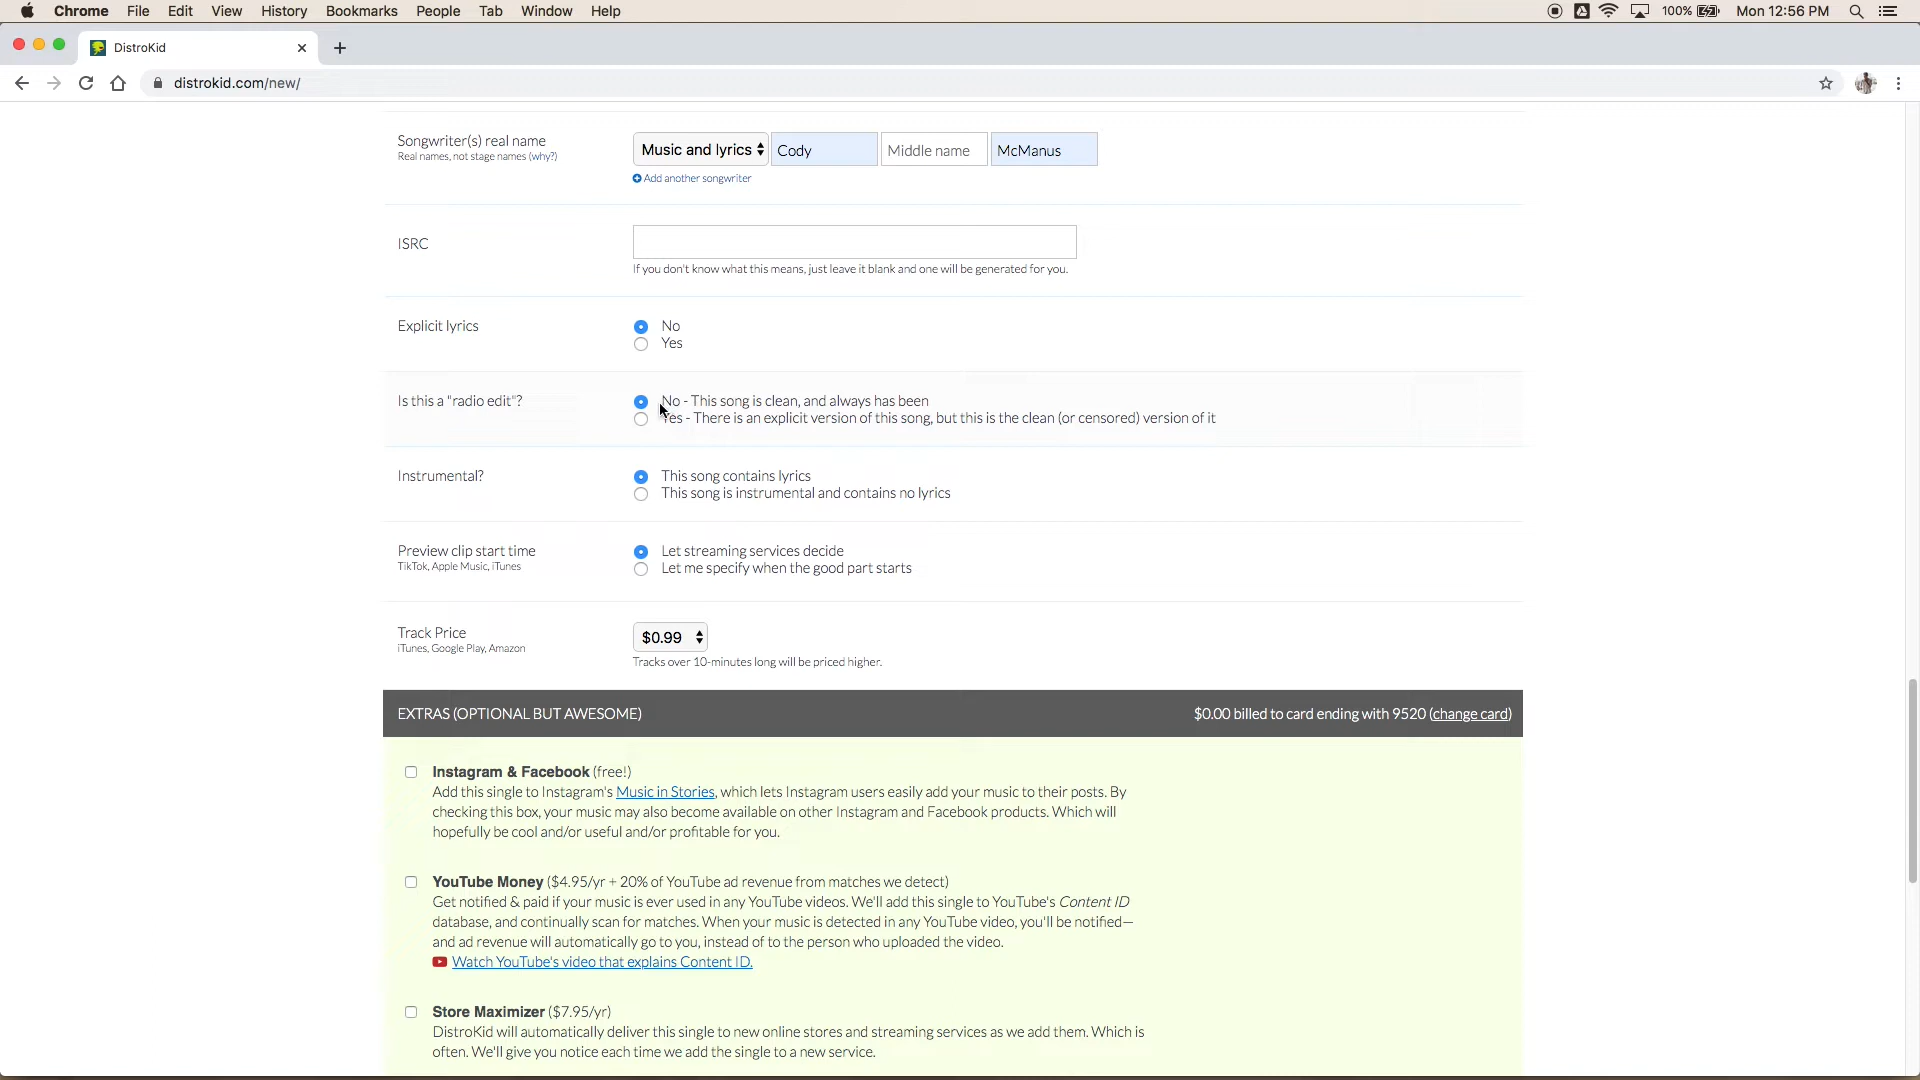 Chrome File Edit View History Bookmarks People Tab Window Help 100% Mon 12:56 PM
DistroKid
distrokid.com/new/
Songwriter(s) real name
Real names, not stage names (why?)
Music and lyrics Cody Middle name McManus
Add another songwriter
ISRC
If you don't know what this means, just leave it blank and one will be generated for you.
Explicit lyrics
No
Yes
Is this a "radio edit"?
No - This song is clean, and always has been
Yes - There is an explicit version of this song, but this is the clean (or censored) version of it
Instrumental?
This song contains lyrics
This song is instrumental and contains no lyrics
Preview clip start time
TikTok, Apple Music, iTunes
Let streaming services decide
Let me specify when the good part starts
Track Price
iTunes, Google Play, Amazon
$0.99
Tracks over 10-minutes long will be priced higher.
EXTRAS (OPTIONAL BUT AWESOME) $0.00 billed to card ending with 9520 (change card)
Instagram & Facebook (free!)
Add this single to Instagram's Music in Stories, which lets Instagram users easily add your music to their posts. By
checking this box, your music may also become available on other Instagram and Facebook products. Which will
hopefully be cool and/or useful and/or profitable for you.
YouTube Money ($4.95/yr + 20% of YouTube ad revenue from matches we detect)
Get notified & paid if your music is ever used in any YouTube videos. We'll add this single to YouTube's Content ID
database, and continually scan for matches. When your music is detected in any YouTube video, you'll be notified—
and ad revenue will automatically go to you, instead of to the person who uploaded the video.
Watch YouTube's video that explains Content ID.
Store Maximizer ($7.95/yr)
DistroKid will automatically deliver this single to new online stores and streaming services as we add them. Which is
often. We'll give you notice each time we add the single to a new service.